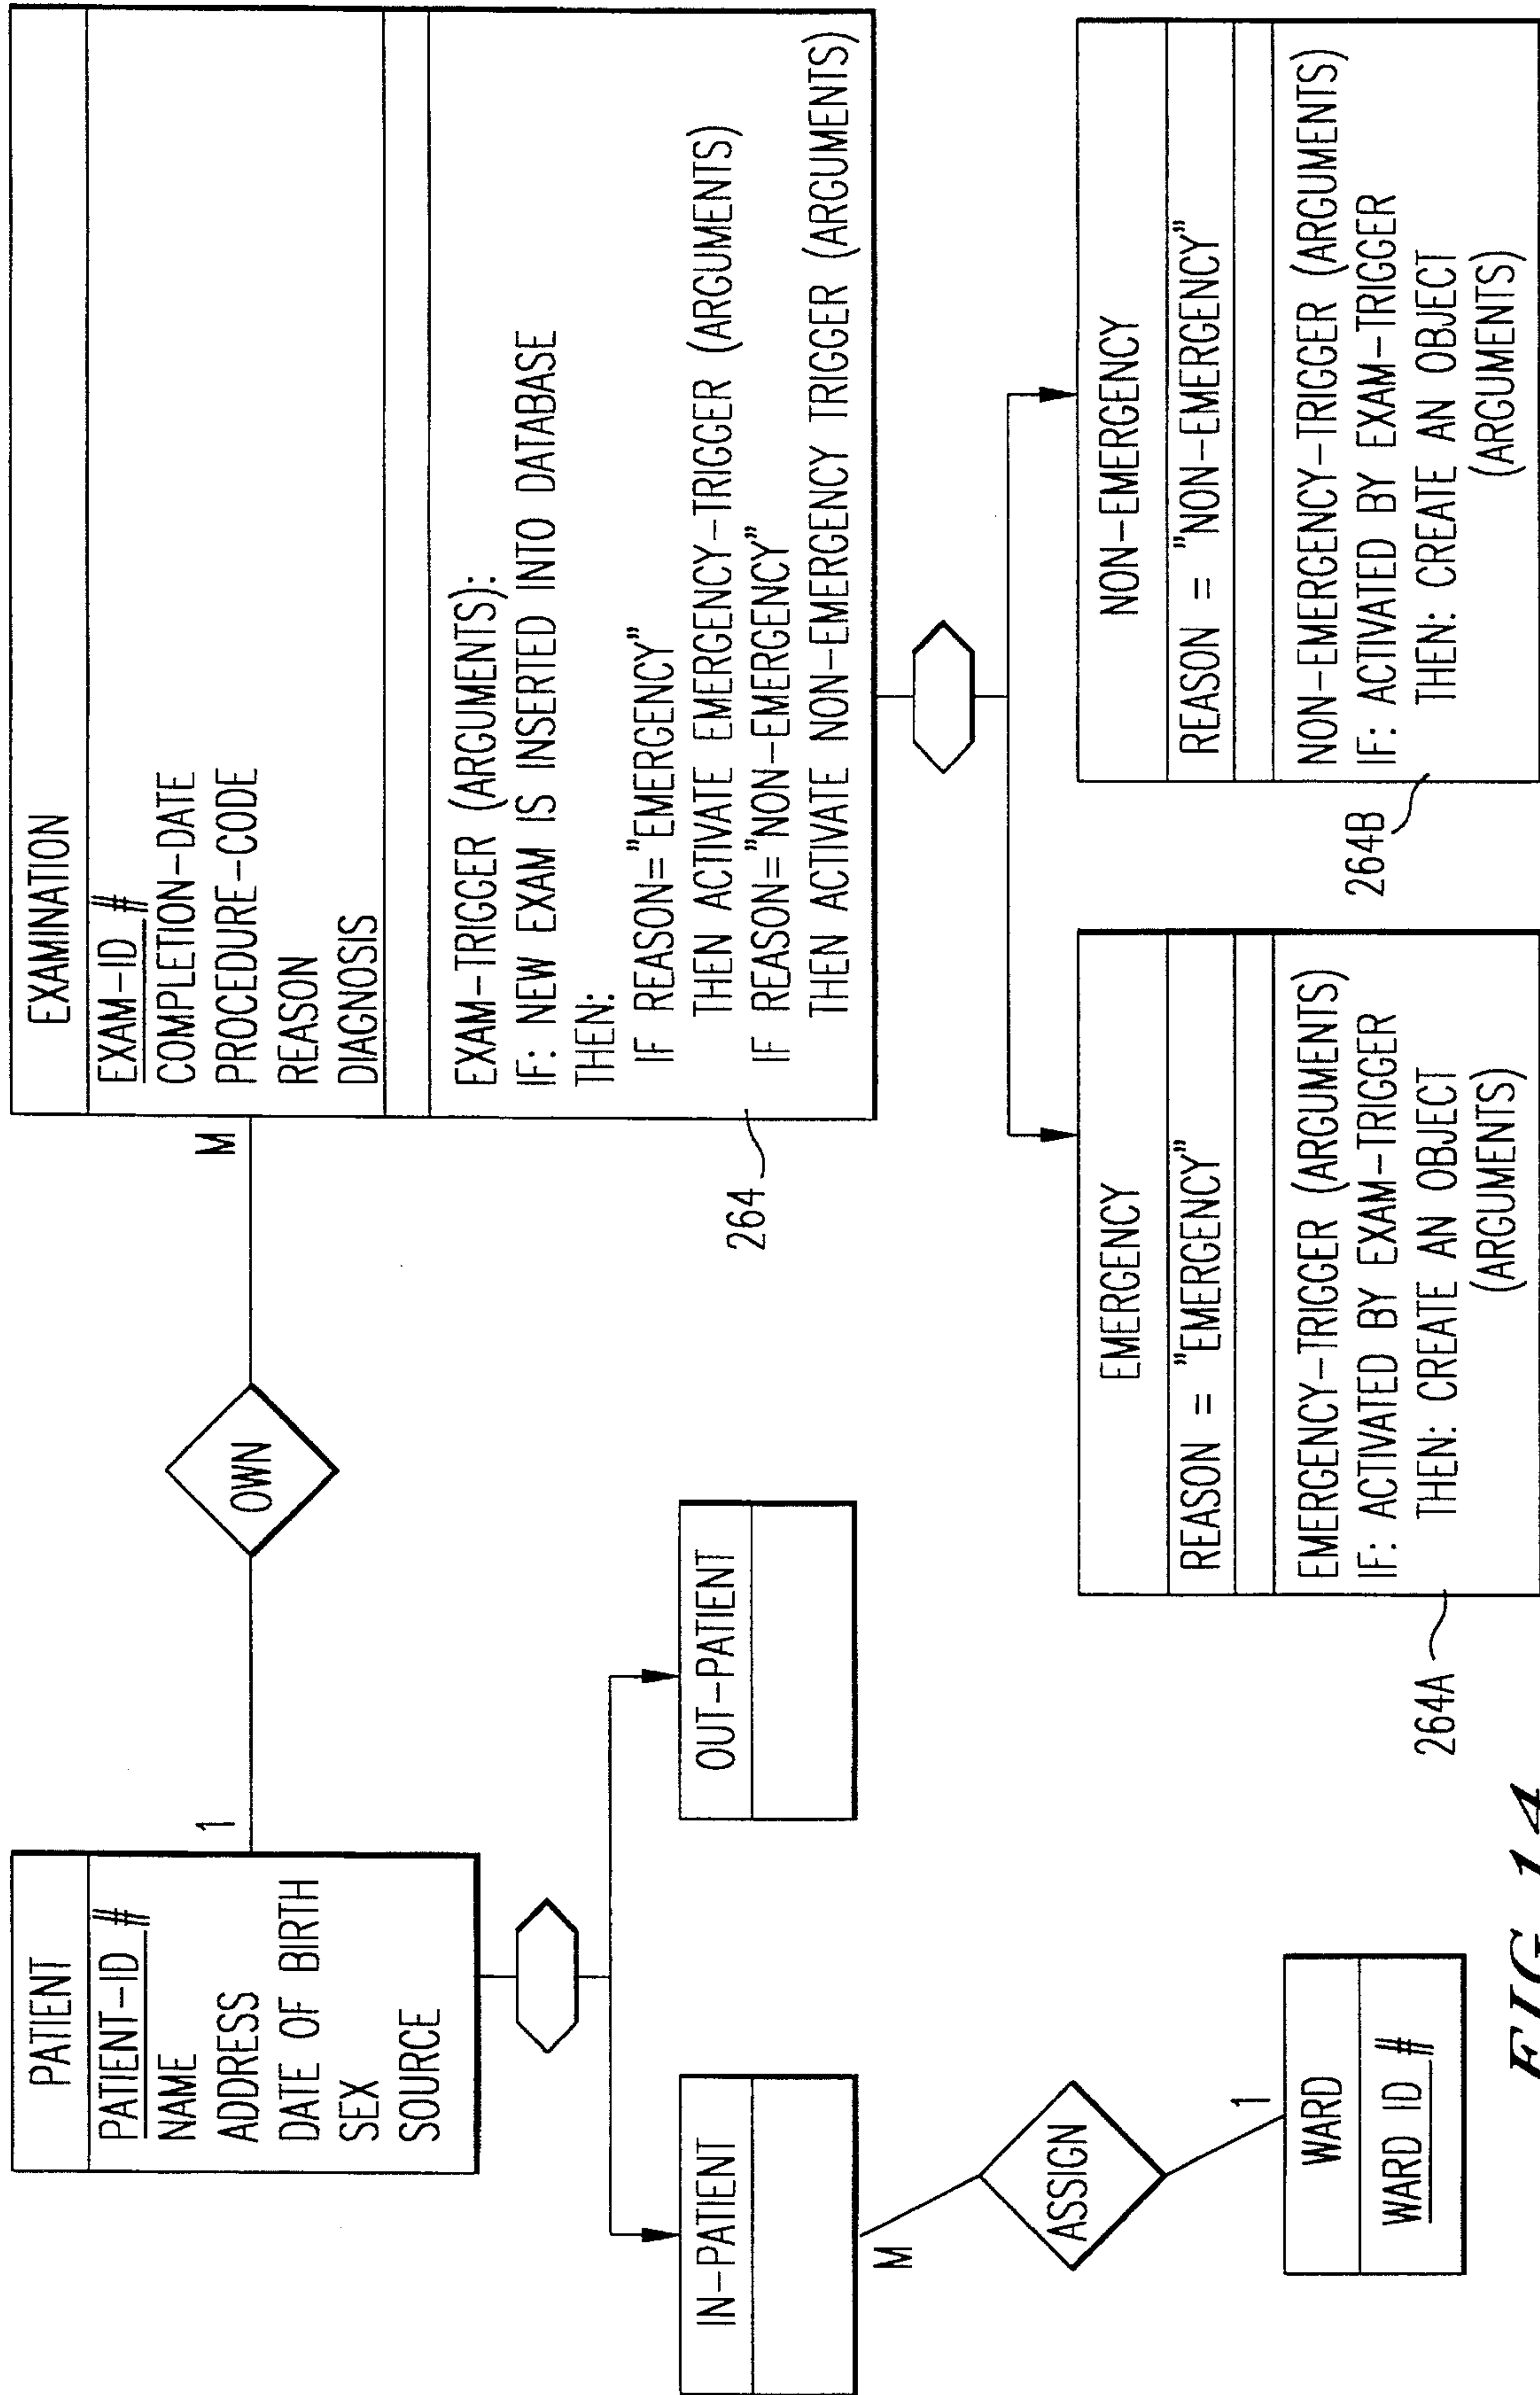 PATIENT
PATIENT-ID #
NAME
ADDRESS
DATE OF BIRTH
SEX
SOURCE
1
OWN
M
EXAMINATION
EXAM-ID #
COMPLETION-DATE
PROCEDURE-CODE
REASON
DIAGNOSIS
EXAM-TRIGGER (ARGUMENTS):
IF: NEW EXAM IS INSERTED INTO DATABASE
THEN:
IF REASON="EMERGENCY"
THEN ACTIVATE EMERGENCY-TRIGGER (ARGUMENTS)
IF REASON="NON-EMERGENCY"
THEN ACTIVATE NON-EMERGENCY TRIGGER (ARGUMENTS)
264
IN-PATIENT
OUT-PATIENT
M
ASSIGN
1
WARD
WARD ID #
EMERGENCY
REASON = "EMERGENCY"
EMERGENCY-TRIGGER (ARGUMENTS)
IF: ACTIVATED BY EXAM-TRIGGER
THEN: CREATE AN OBJECT
(ARGUMENTS)
264A
NON-EMERGENCY
REASON = "NON-EMERGENCY"
NON-EMERGENCY-TRIGGER (ARGUMENTS)
IF: ACTIVATED BY EXAM-TRIGGER
THEN: CREATE AN OBJECT
(ARGUMENTS)
264B
FIG. 14